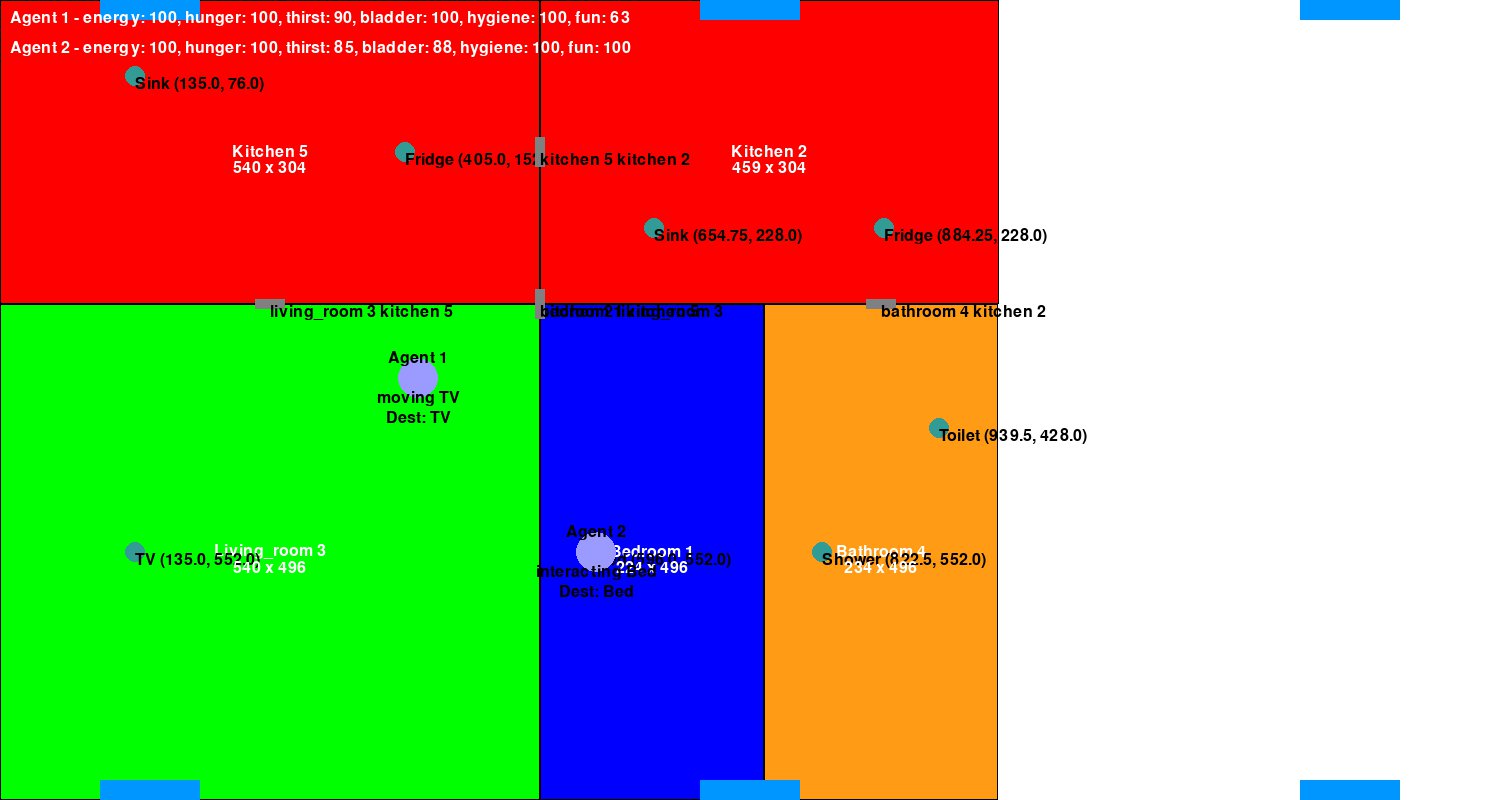 Agent 1 - energy: 100, hunger: 100, thirst: 90, bladder: 100, hygiene: 100, fun: 63
Agent 2 - energy: 100, hunger: 100, thirst: 85, bladder: 88, hygiene: 100, fun: 100
Sink (135.0, 76.0)
Kitchen 5
540 x 304
Fridge (405.0, 152
kitchen 5 kitchen 2
Kitchen 2
459 x 304
Sink (654.75, 228.0)
Fridge (884.25, 228.0)
living_room 3 kitchen 5
3
bathroom 4 kitchen 2
Agent 1
moving TV
Dest: TV
Toilet (939.5, 428.0)
Agent 2
TV (135.0, 552.0)
Living_room 3
540 x 496
Bedroom 1
224 x 496
552.0)
interacting Bed
Dest: Bed
Shower (822.5, 552.0)
Bathroom 4
234 x 496